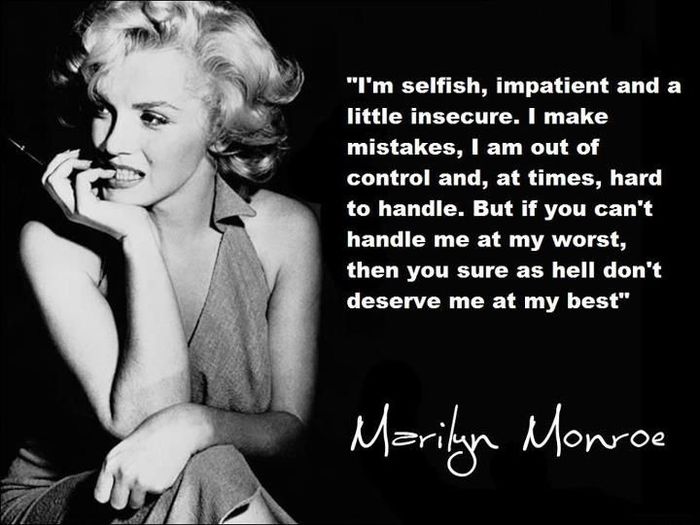 "I'm selfish, impatient and a
little insecure. I make
mistakes, I am out of
control and, at times, hard
to handle. But if you can't
handle me at my worst,
then you sure as hell don't
deserve me at my best"
Marilyn Monroe